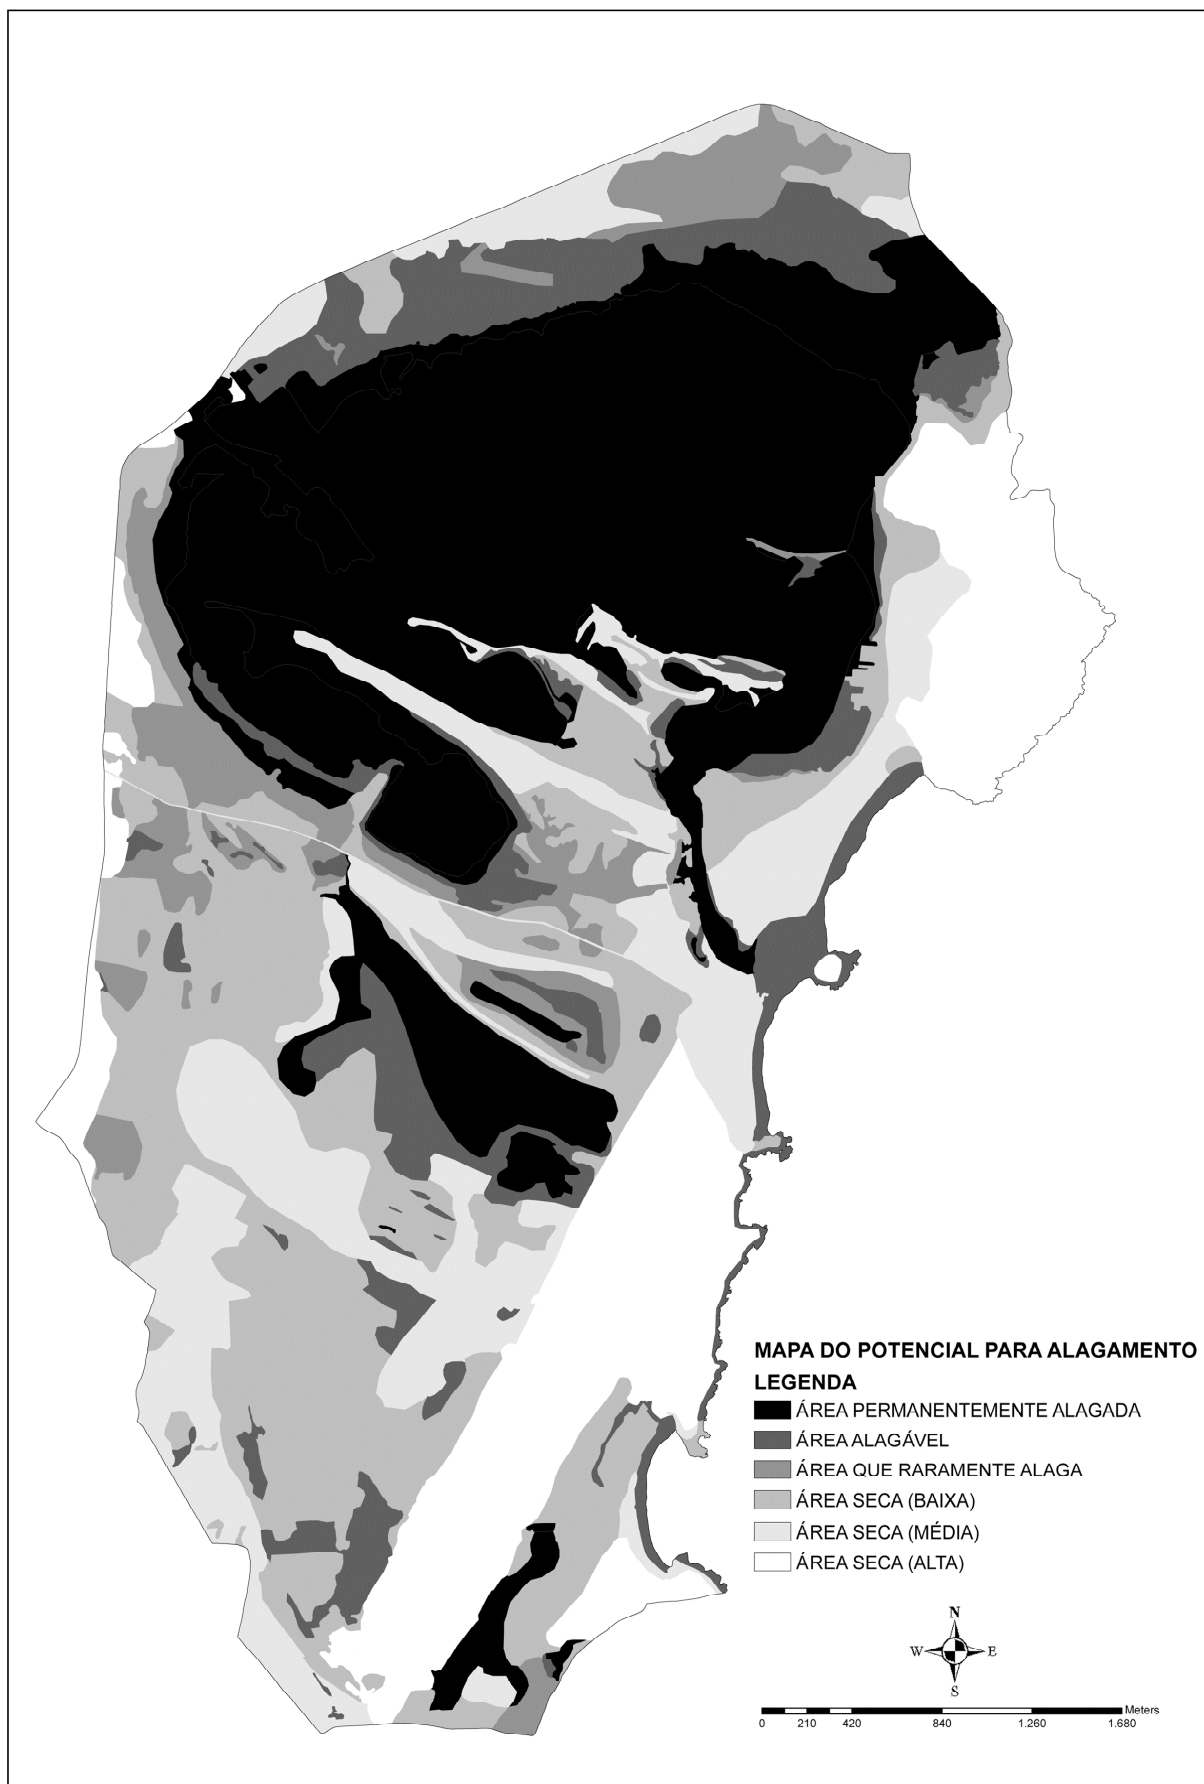 MAPA DO POTENCIAL PARA ALAGAMENTO
LEGENDA
ÁREA PERMANENTEMENTE ALAGADA
ÁREA ALAGÁVEL
ÁREA QUE RARAMENTE ALAGA
ÁREA SECA (BAIXA)
ÁREA SECA (MÉDIA)
ÁREA SECA (ALTA)
N
W E
S
Meters
0 210 420 840 1.260 1.680